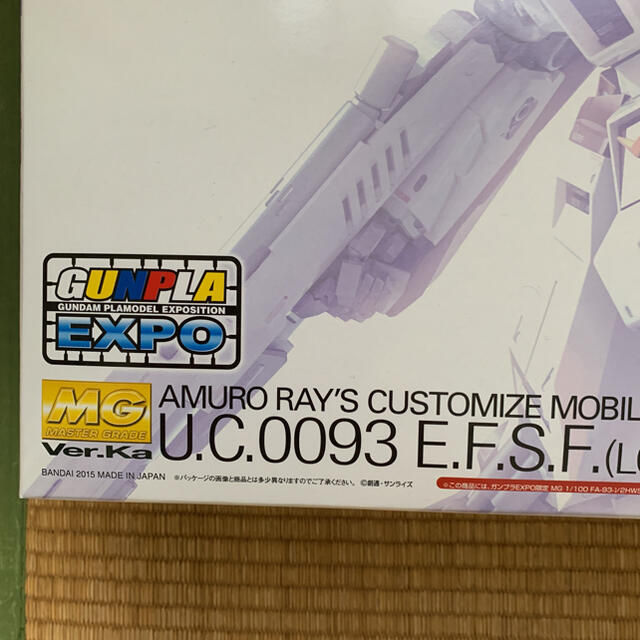 GUNPLA
GUNDAM PLAMODEL EXPOSITION
EXPO
MG
MASTER GRADE
Ver.Ka
AMURO RAY'S CUSTOMIZE MOBIL
U.C.0093 E.F.S.F.(L
BANDAI 2015 MADE IN JAPAN
※パッケージの画像と商品とは多少異なりますのでご了承ください。
©創通・サンライズ
※この商品には、ガンプラEXPO限定 MG 1/100 FA-93-ν2HWS